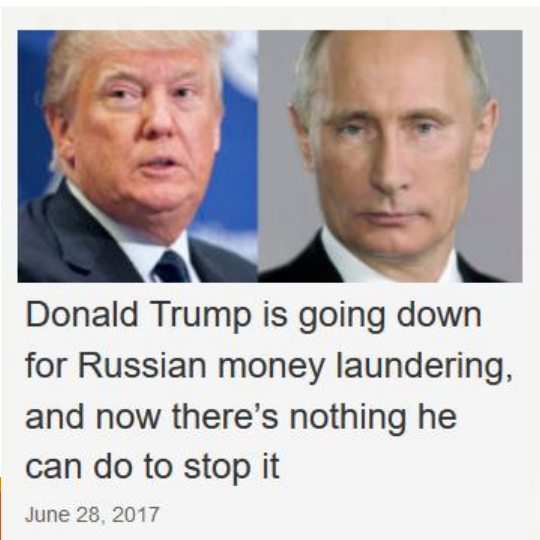 Donald Trump is going down
for Russian money laundering,
and now there’s nothing he
can do to stop it
June 28, 2017